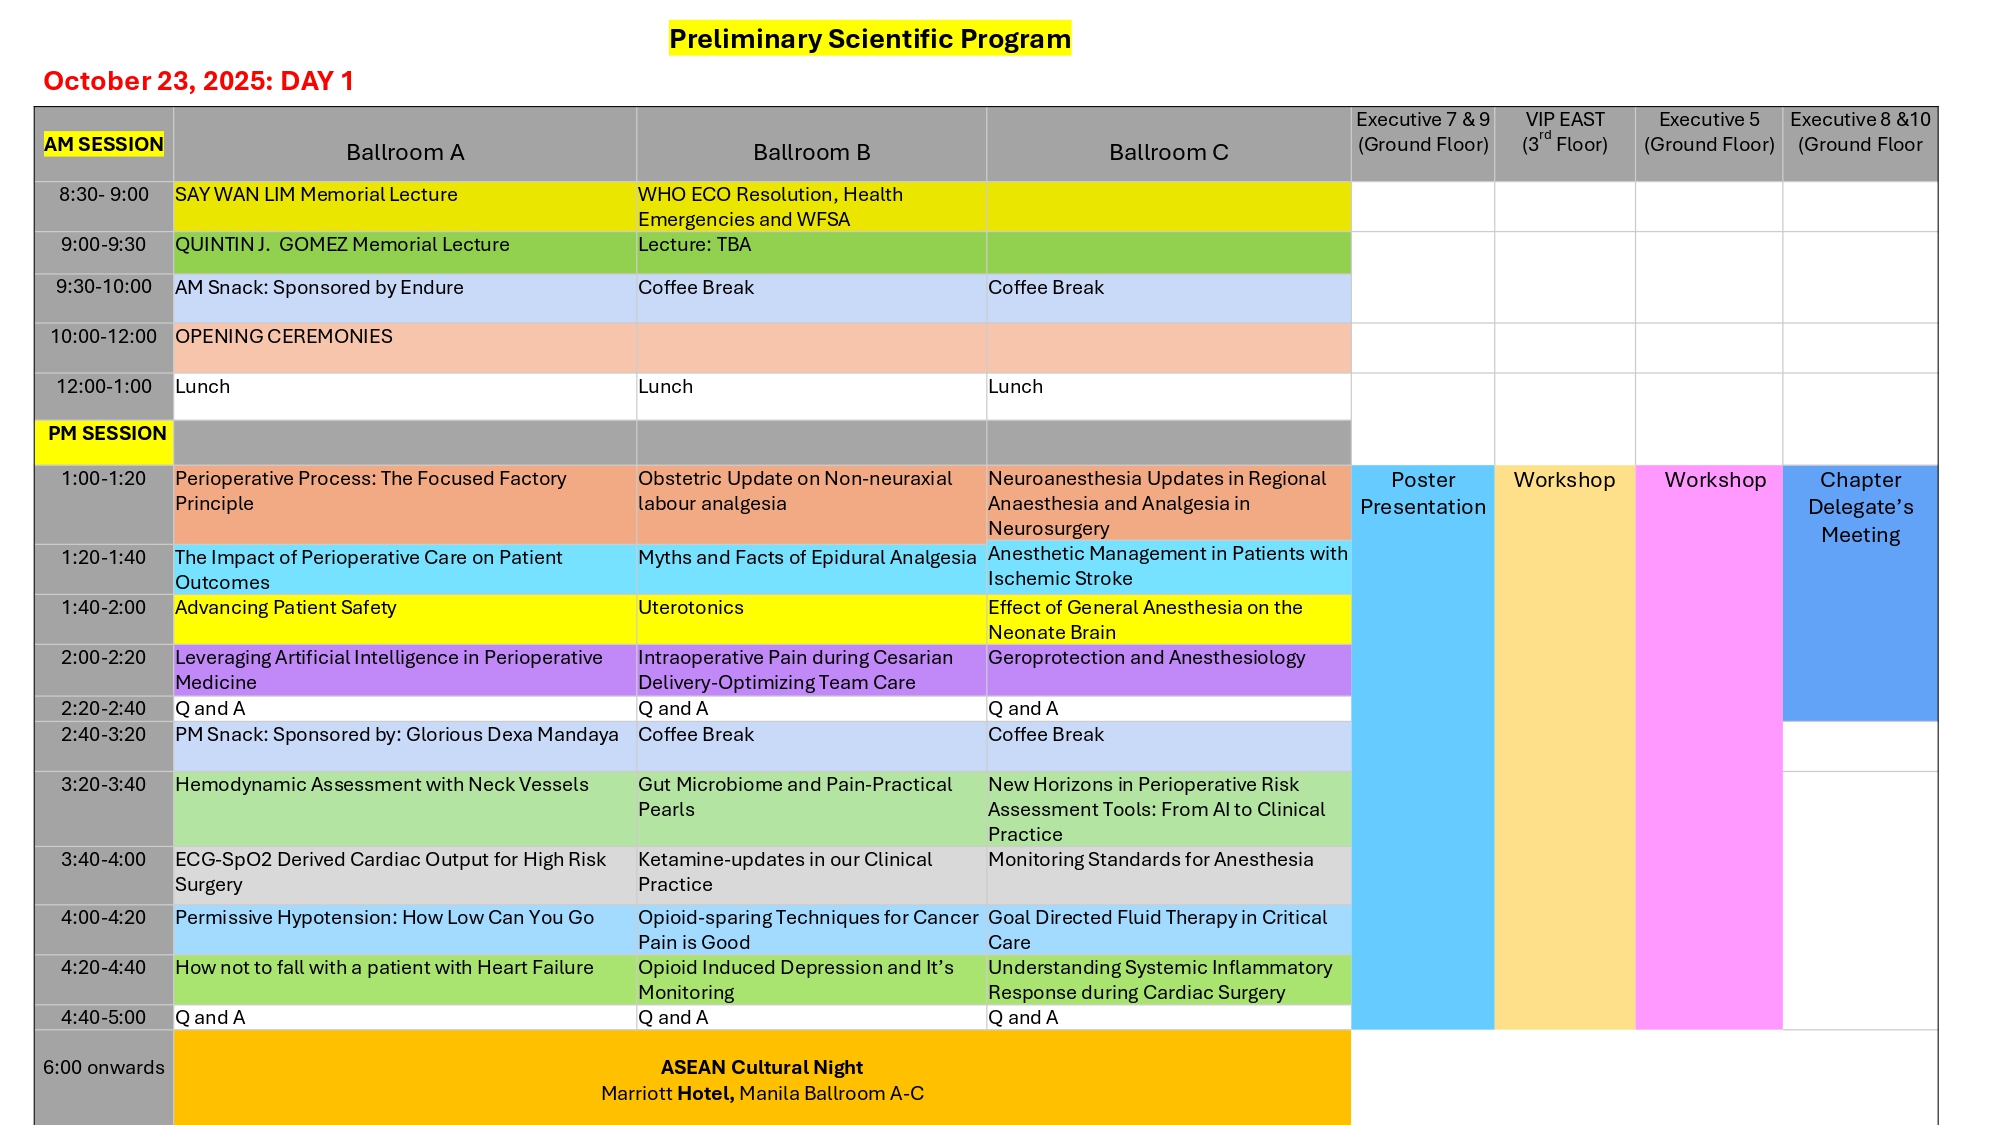 Preliminary Scientific Program
October 23, 2025: DAY 1
AM SESSION
Ballroom A
Ballroom B
Ballroom C
Executive 7 & 9
(Ground Floor)
VIP EAST
(3rd Floor)
Executive 5
(Ground Floor)
Executive 8 &10
(Ground Floor
8:30- 9:00
SAY WAN LIM Memorial Lecture
WHO ECO Resolution, Health
Emergencies and WFSA
9:00-9:30
QUINTIN J.  GOMEZ Memorial Lecture
Lecture: TBA
9:30-10:00
AM Snack: Sponsored by Endure
Coffee Break
Coffee Break
10:00-12:00
OPENING CEREMONIES
12:00-1:00
Lunch
Lunch
Lunch
PM SESSION
1:00-1:20
Perioperative Process: The Focused Factory
Principle
Obstetric Update on Non-neuraxial
labour analgesia
Neuroanesthesia Updates in Regional
Anaesthesia and Analgesia in
Neurosurgery
Poster
Presentation
Workshop
Workshop
Chapter
Delegate’s
Meeting
1:20-1:40
The Impact of Perioperative Care on Patient
Outcomes
Myths and Facts of Epidural Analgesia
Anesthetic Management in Patients with
Ischemic Stroke
1:40-2:00
Advancing Patient Safety
Uterotonics
Effect of General Anesthesia on the
Neonate Brain
2:00-2:20
Leveraging Artificial Intelligence in Perioperative
Medicine
Intraoperative Pain during Cesarian
Delivery-Optimizing Team Care
Geroprotection and Anesthesiology
2:20-2:40
Q and A
Q and A
Q and A
2:40-3:20
PM Snack: Sponsored by: Glorious Dexa Mandaya
Coffee Break
Coffee Break
3:20-3:40
Hemodynamic Assessment with Neck Vessels
Gut Microbiome and Pain-Practical
Pearls
New Horizons in Perioperative Risk
Assessment Tools: From AI to Clinical
Practice
3:40-4:00
ECG-SpO2 Derived Cardiac Output for High Risk
Surgery
Ketamine-updates in our Clinical
Practice
Monitoring Standards for Anesthesia
4:00-4:20
Permissive Hypotension: How Low Can You Go
Opioid-sparing Techniques for Cancer
Pain is Good
Goal Directed Fluid Therapy in Critical
Care
4:20-4:40
How not to fall with a patient with Heart Failure
Opioid Induced Depression and It’s
Monitoring
Understanding Systemic Inflammatory
Response during Cardiac Surgery
4:40-5:00
Q and A
Q and A
Q and A
6:00 onwards
ASEAN Cultural Night
Marriott Hotel, Manila Ballroom A-C